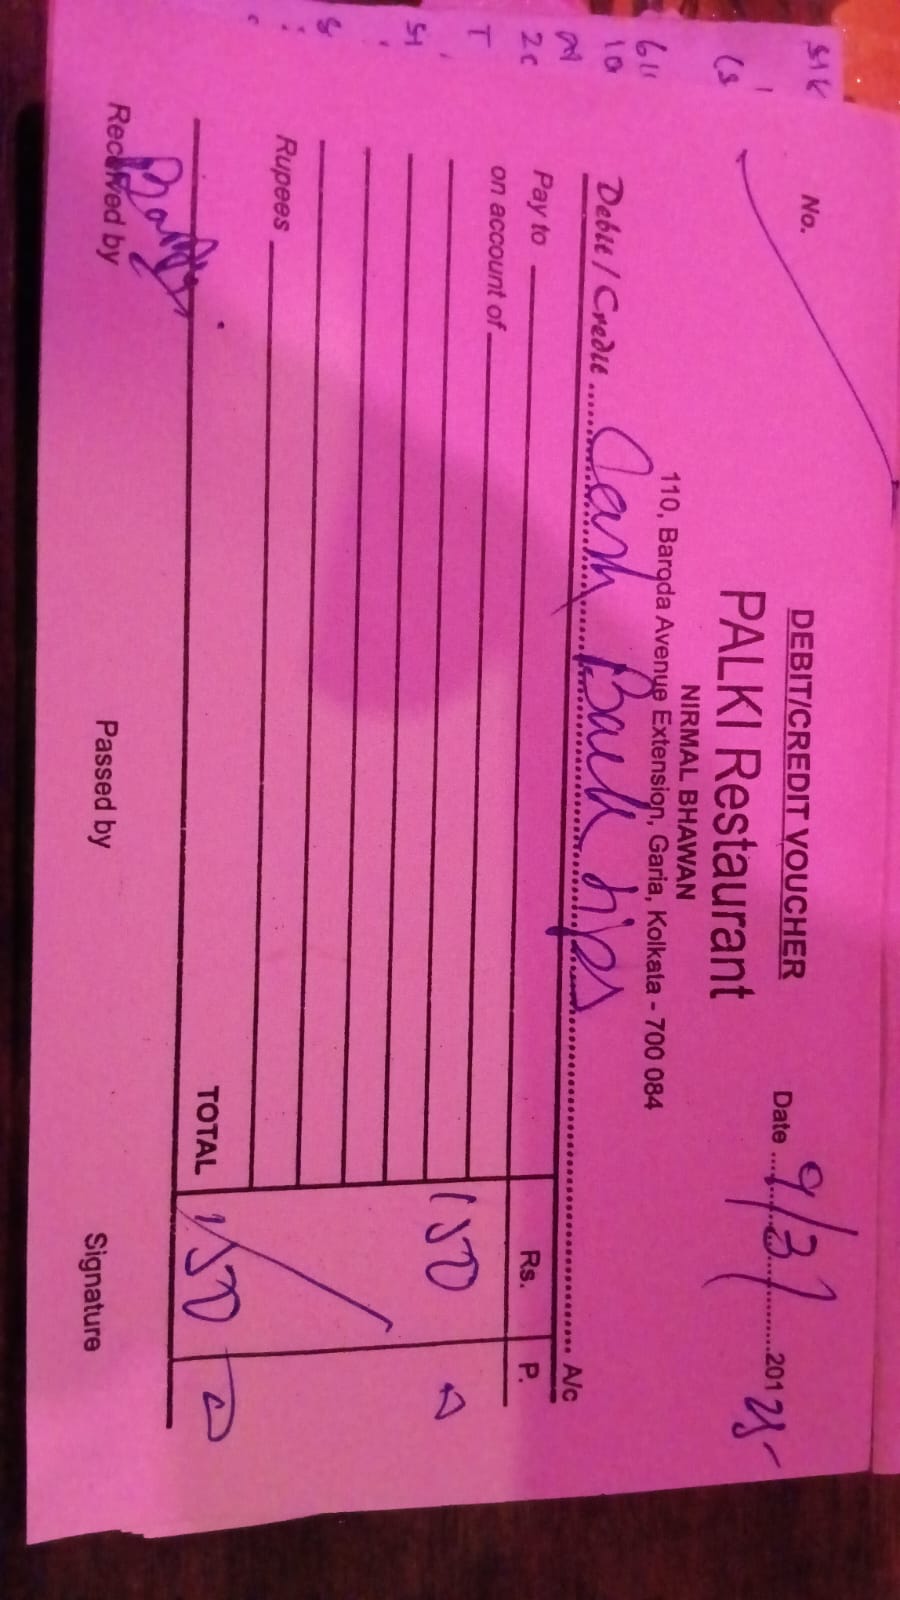 DEBIT/CREDIT VOUCHER
No.
Date 9/3/ 201 25
PALKI Restaurant
NIRMAL BHAWAN
110, Baroda Avenue Extension, Garia, Kolkata - 700 084
Debit / Credit Cash Back tips A/c
Pay to Rs. P.
on account of
150
Rupees
TOTAL 150
Received by Passed by Signature